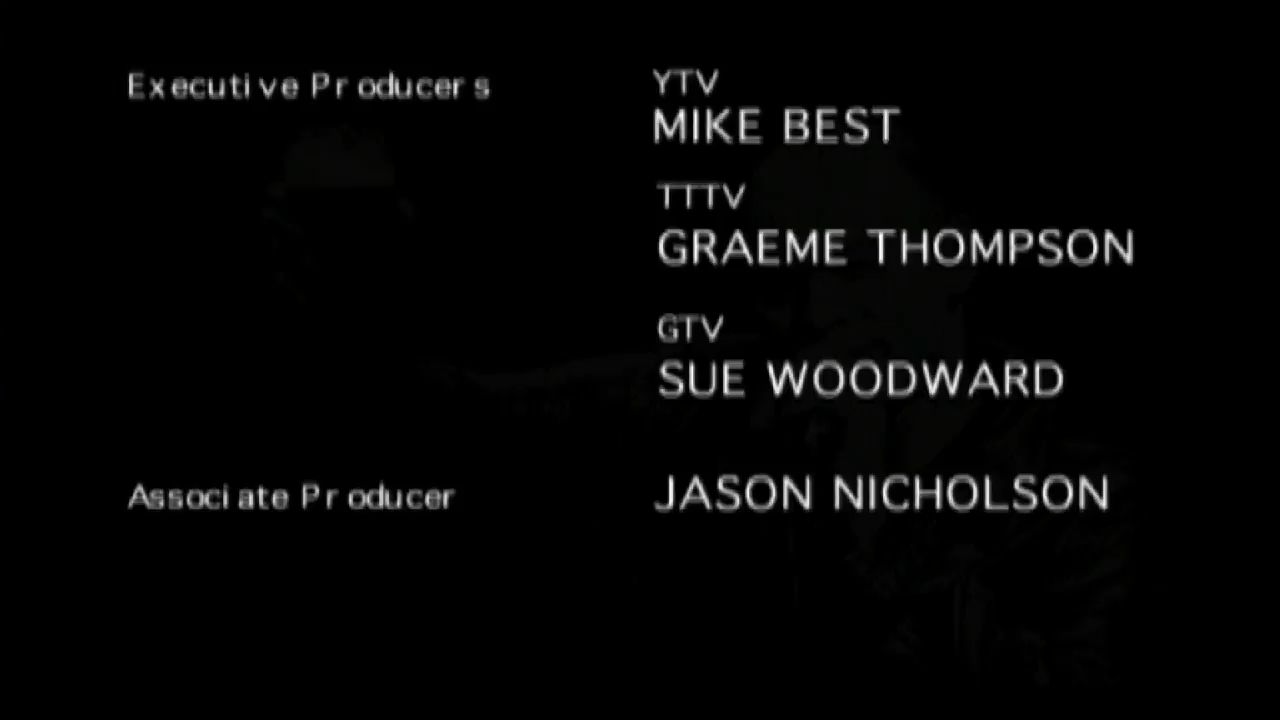 Executive Producers
YTV
MIKE BEST
TTTV
GRAEME THOMPSON
GTV
SUE WOODWARD
Associate Producer
JASON NICHOLSON